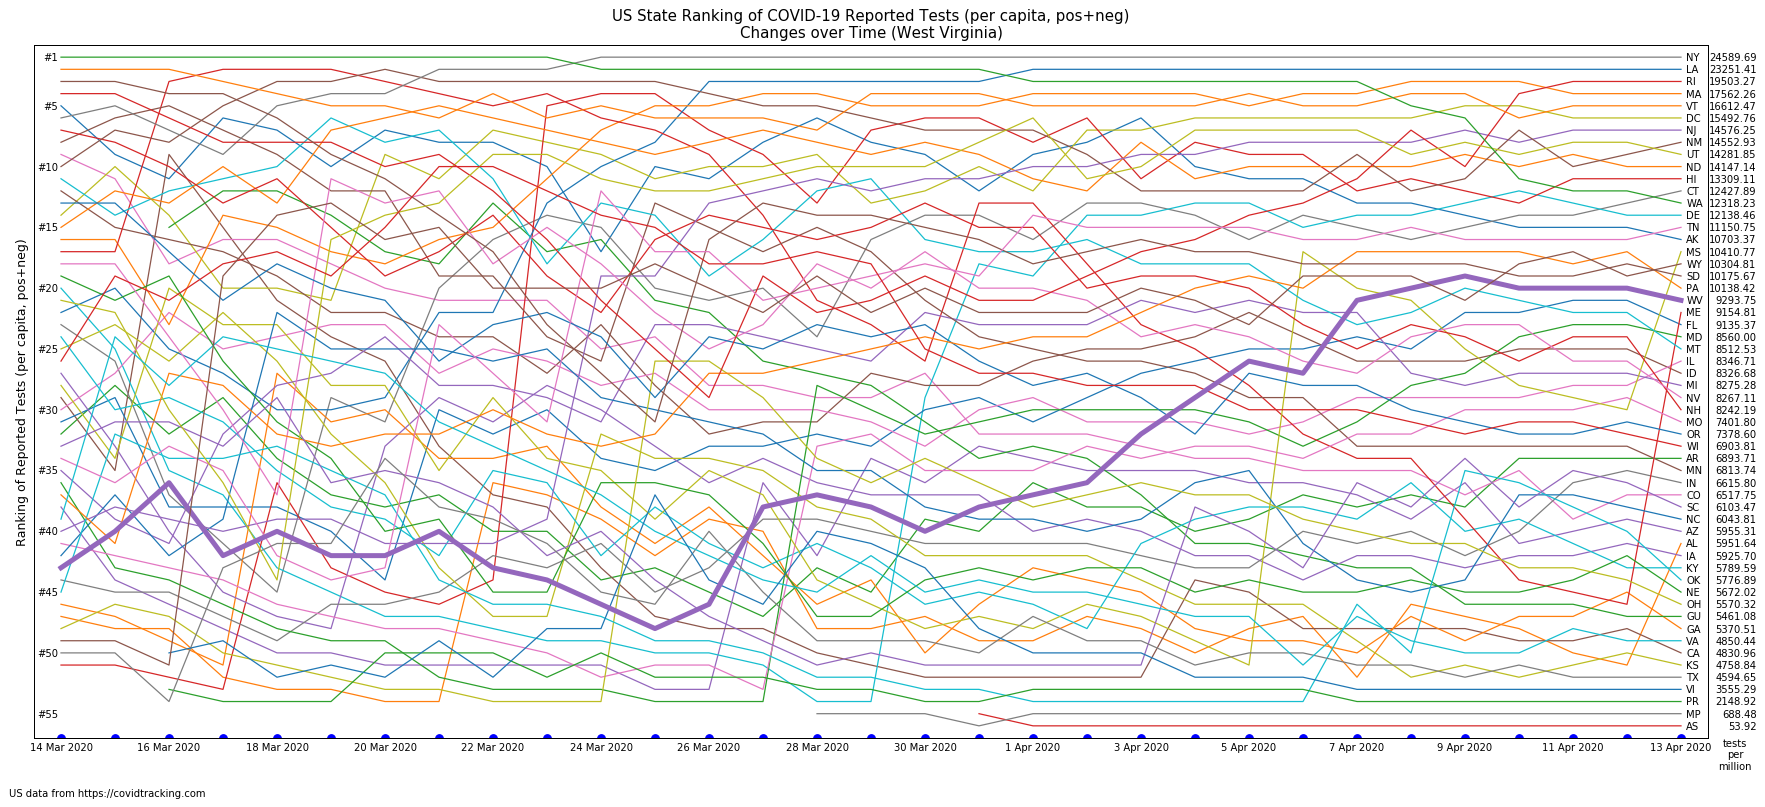 US State Ranking of COVID-19 Reported Tests (per capita, pos+neg)
Changes over Time (West Virginia)
Ranking of Reported Tests (per capita, pos+neg)
#1
#5
#10
#15
#20
#25
#30
#35
#40
#45
#50
#55
NY 24589.69
LA 23251.41
RI 19503.27
MA 17562.26
VT 16612.47
DC 15492.76
NJ 14576.25
NM 14552.93
UT 14281.85
ND 14147.14
HI 13309.11
CT 12427.89
WA 12318.23
DE 12138.46
TN 11150.75
AK 10703.37
MS 10410.77
WY 10304.81
SD 10175.67
PA 10138.42
WV 9293.75
ME 9154.81
FL 9135.37
MD 8560.00
MT 8512.53
IL 8346.71
ID 8326.68
MI 8275.28
NV 8267.11
NH 8242.19
MO 7401.80
OR 7378.60
WI 6903.81
AR 6893.71
MN 6813.74
IN 6615.80
CO 6517.75
SC 6103.47
NC 6043.81
AZ 5955.31
AL 5951.64
IA 5925.70
KY 5789.59
OK 5776.89
NE 5672.02
OH 5570.32
GU 5461.08
GA 5370.51
VA 4850.44
CA 4830.96
KS 4758.84
TX 4594.65
VI 3555.29
PR 2148.92
MP 688.48
AS 53.92
14 Mar 2020
16 Mar 2020
18 Mar 2020
20 Mar 2020
22 Mar 2020
24 Mar 2020
26 Mar 2020
28 Mar 2020
30 Mar 2020
1 Apr 2020
3 Apr 2020
5 Apr 2020
7 Apr 2020
9 Apr 2020
11 Apr 2020
13 Apr 2020
tests
per
million
US data from https://covidtracking.com